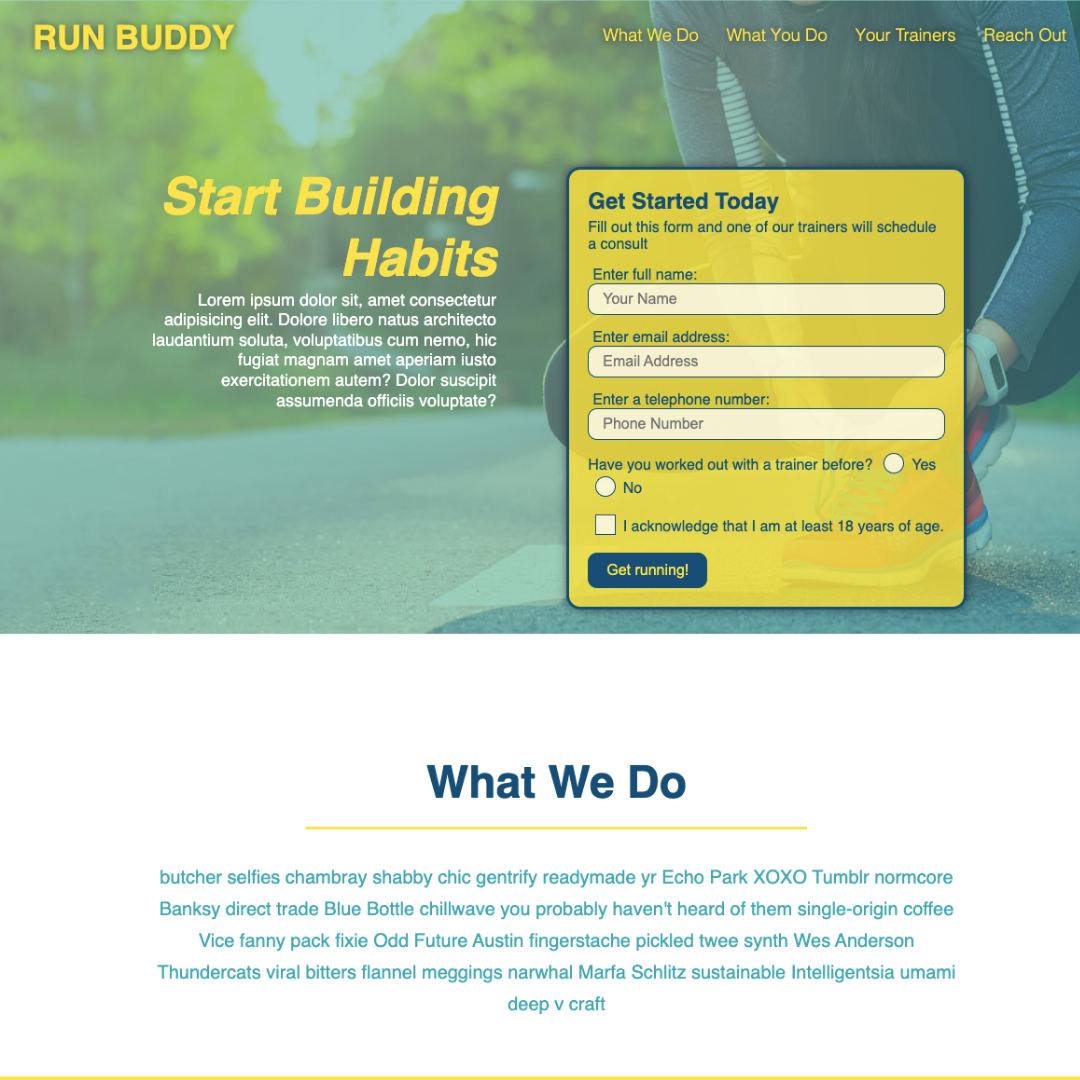 RUN BUDDY
What We Do
What You Do
Your Trainers
Reach Out
Start Building
Habits
Lorem ipsum dolor sit, amet consectetur
adipisicing elit. Dolore libero natus architecto
laudantium soluta, voluptatibus cum nemo, hic
fugiat magnam amet aperiam iusto
exercitationem autem? Dolor suscipit
assumenda officiis voluptate?
Get Started Today
Fill out this form and one of our trainers will schedule
a consult
Enter full name:
Your Name
Enter email address:
Email Address
Enter a telephone number:
Phone Number
Have you worked out with a trainer before? Yes
No
I acknowledge that I am at least 18 years of age.
Get running!
What We Do
butcher selfies chambray shabby chic gentrify readymade yr Echo Park XOXO Tumblr normcore
Banksy direct trade Blue Bottle chillwave you probably haven't heard of them single-origin coffee
Vice fanny pack fixie Odd Future Austin fingerstache pickled twee synth Wes Anderson
Thundercats viral bitters flannel meggings narwhal Marfa Schlitz sustainable Intelligentsia umami
deep v craft